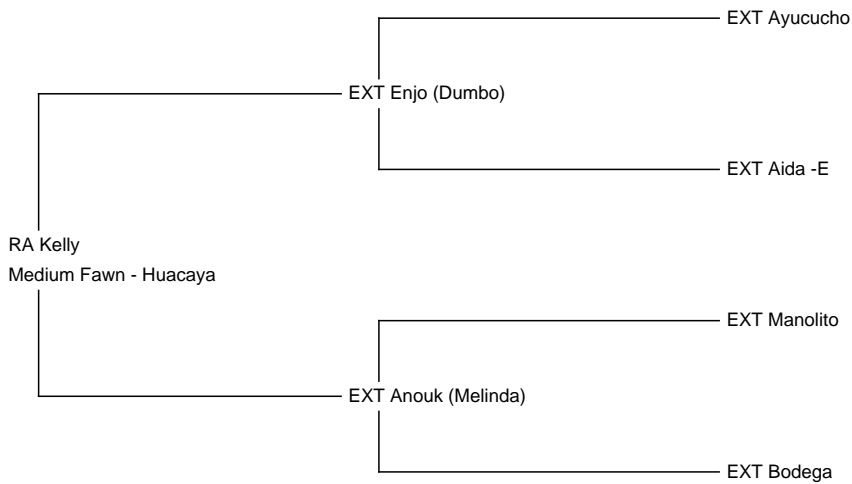 EXT Ayucucho
EXT Enjo (Dumbo)
EXT Aida -E
RA Kelly
Medium Fawn - Huacaya
EXT Manolito
EXT Anouk (Melinda)
EXT Bodega